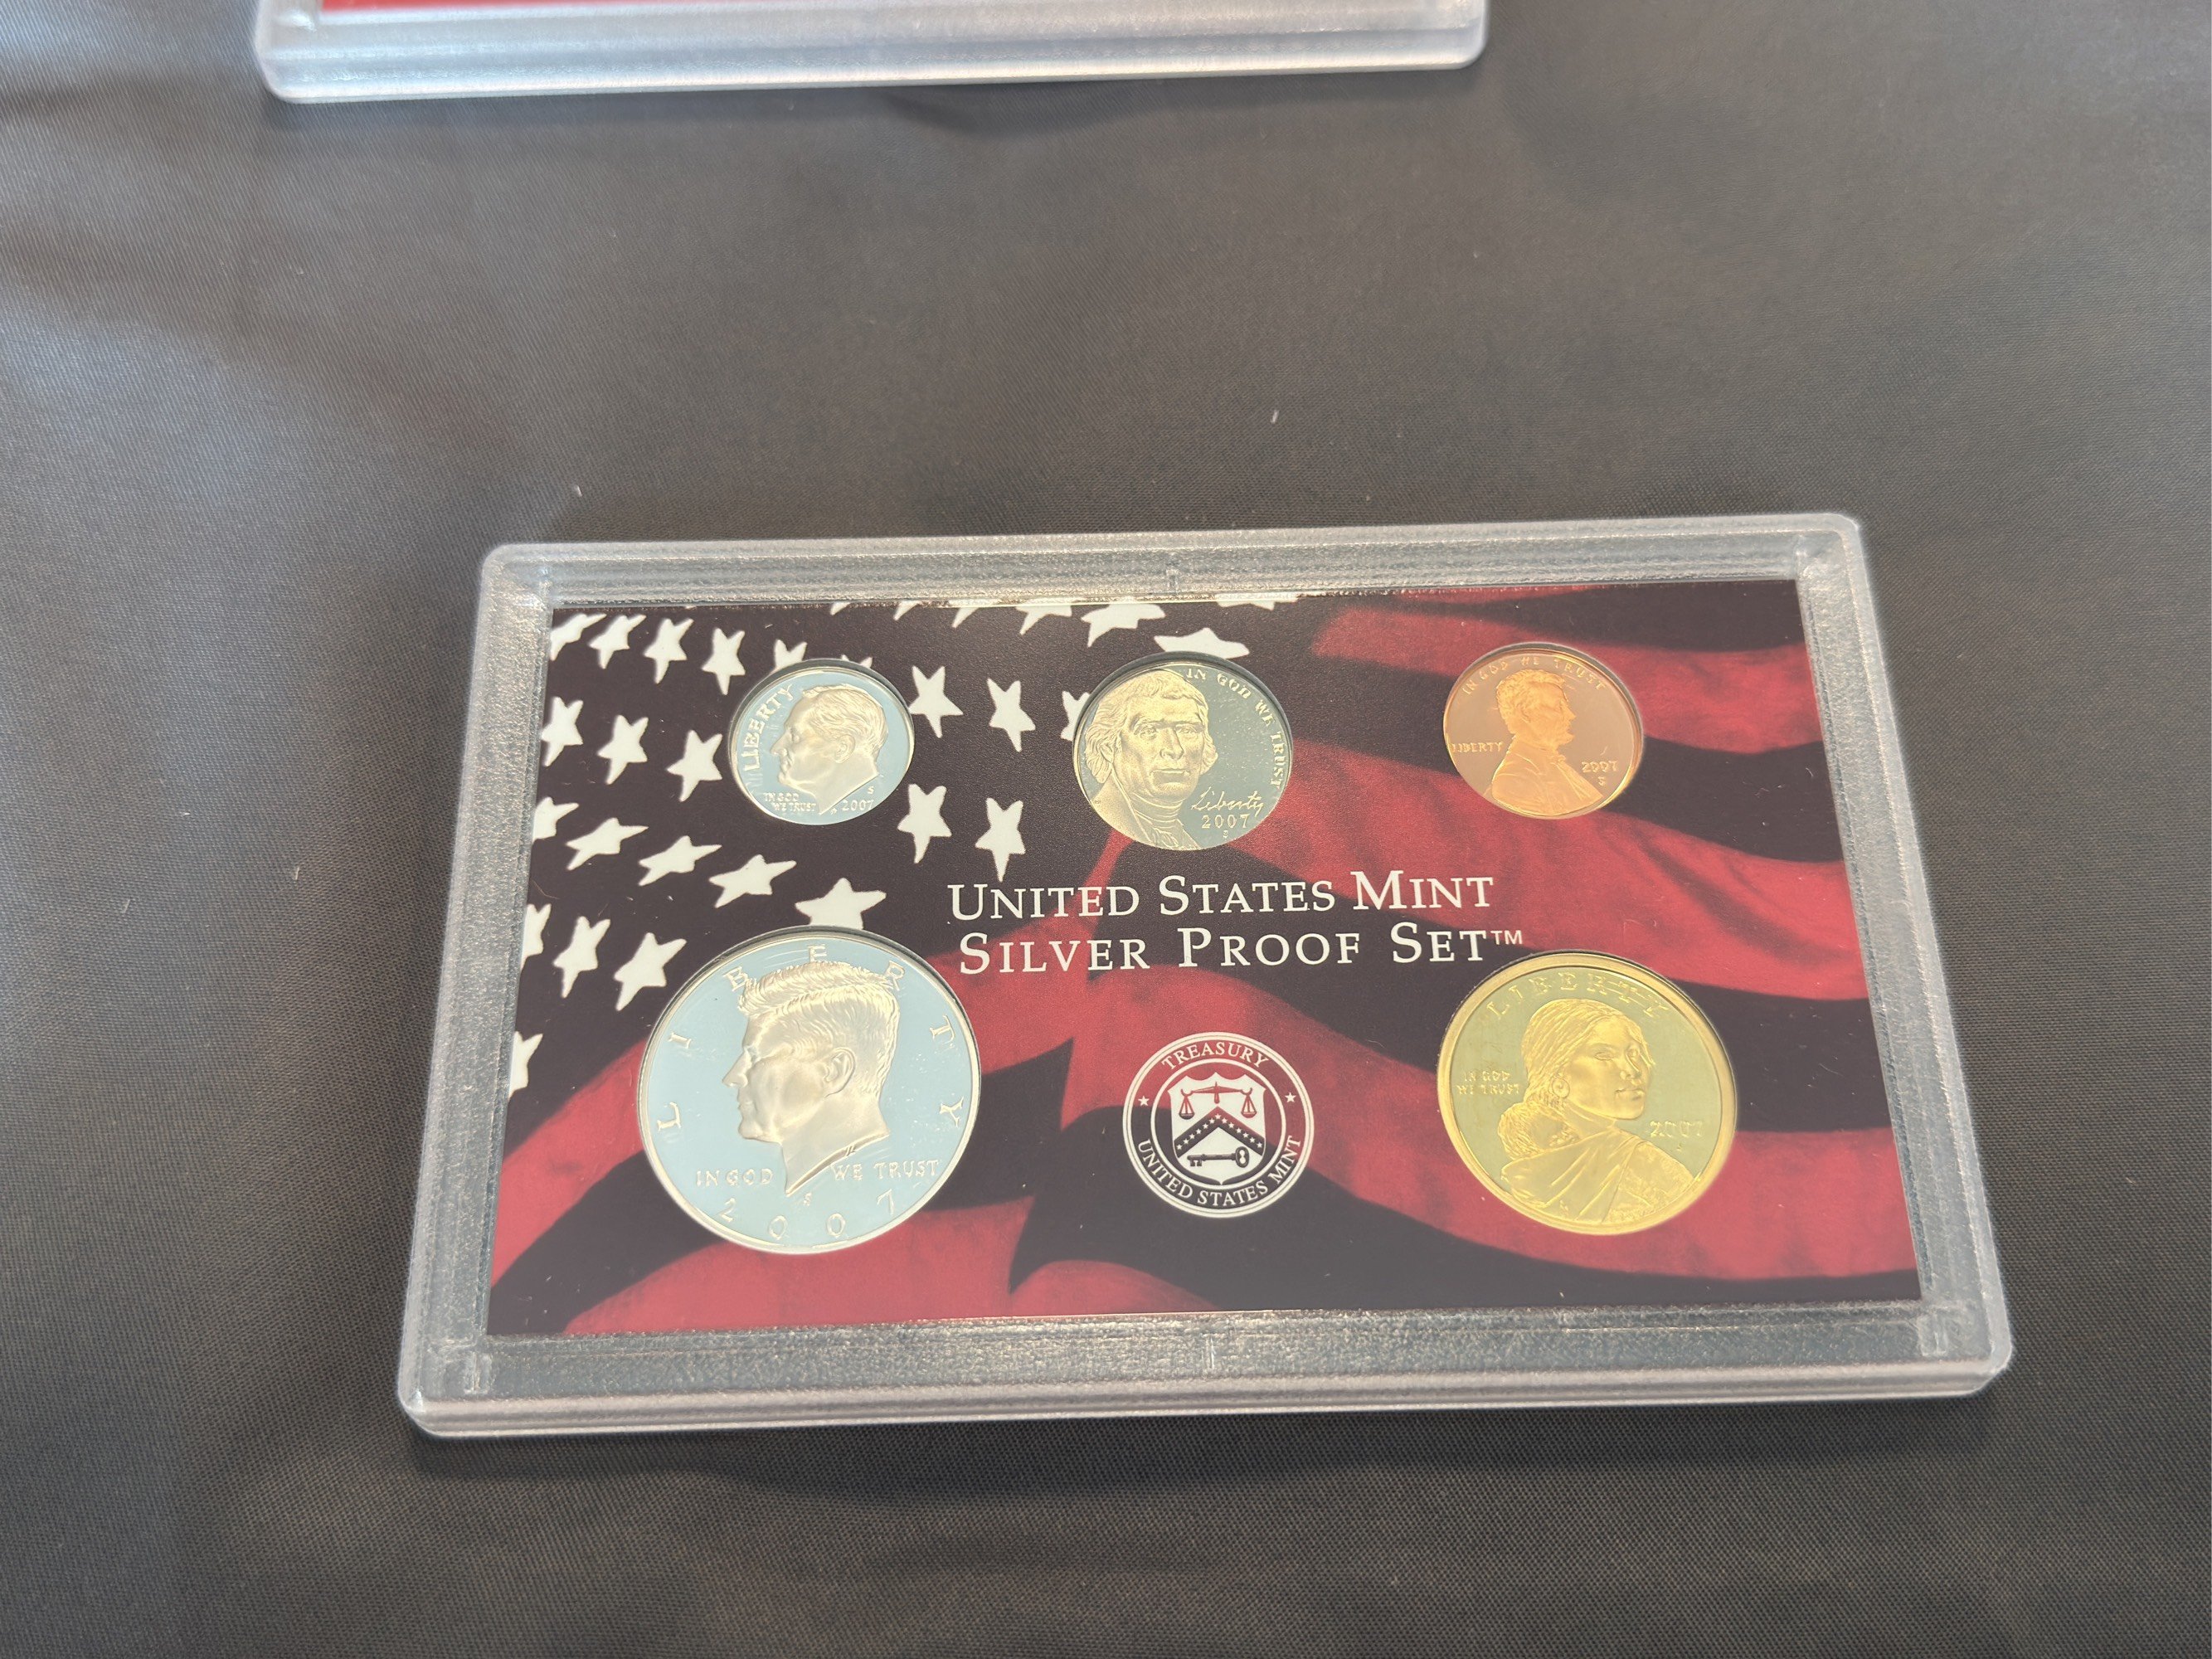 LIBERTY
IN GOD
WE TRUST
S
2007
IN GOD WE TRUST
Liberty
2007
S
IN GOD WE TRUST
LIBERTY
2007
S
UNITED STATES MINT
SILVER PROOF SET™
LIBERTY
IN GOD WE TRUST
S
2007
TREASURY
UNITED STATES MINT
LIBERTY
IN GOD
WE TRUST
2007